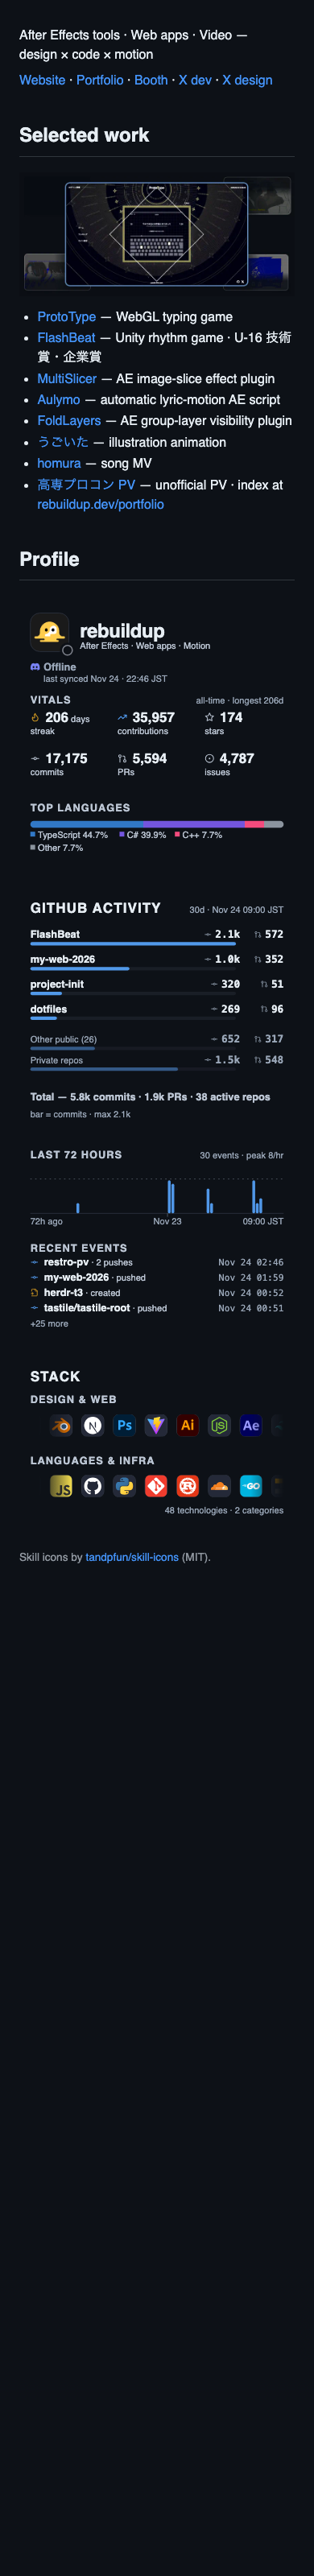 After Effects tools · Web apps · Video —
design × code × motion
Website · Portfolio · Booth · X dev · X design
Selected work
ProtoType — WebGL typing game
FlashBeat — Unity rhythm game · U-16 技術
賞・企業賞
MultiSlicer — AE image-slice effect plugin
Aulymo — automatic lyric-motion AE script
FoldLayers — AE group-layer visibility plugin
うごいた — illustration animation
homura — song MV
高専プロコン PV — unofficial PV · index at
rebuildup.dev/portfolio
Profile
rebuildup
After Effects · Web apps · Motion
Offline
last synced Nov 24 · 22:46 JST
VITALS all-time · longest 206d
206 days 35,957 174
streak contributions stars
17,175 5,594 4,787
commits PRs issues
TOP LANGUAGES
TypeScript 44.7% C# 39.9% C++ 7.7%
Other 7.7%
GITHUB ACTIVITY 30d · Nov 24 09:00 JST
FlashBeat 2.1k 572
my-web-2026 1.0k 352
project-init 320 51
dotfiles 269 96
Other public (26) 652 317
Private repos 1.5k 548
Total — 5.8k commits · 1.9k PRs · 38 active repos
bar = commits · max 2.1k
LAST 72 HOURS 30 events · peak 8/hr
72h ago Nov 23 09:00 JST
RECENT EVENTS
restro-pv · 2 pushes Nov 24 02:46
my-web-2026 · pushed Nov 24 01:59
herdr-t3 · created Nov 24 00:52
tastile/tastile-root · pushed Nov 24 00:51
+25 more
STACK
DESIGN & WEB
N Ps Ai Ae
LANGUAGES & INFRA
JS GO
48 technologies · 2 categories
Skill icons by tandpfun/skill-icons (MIT).